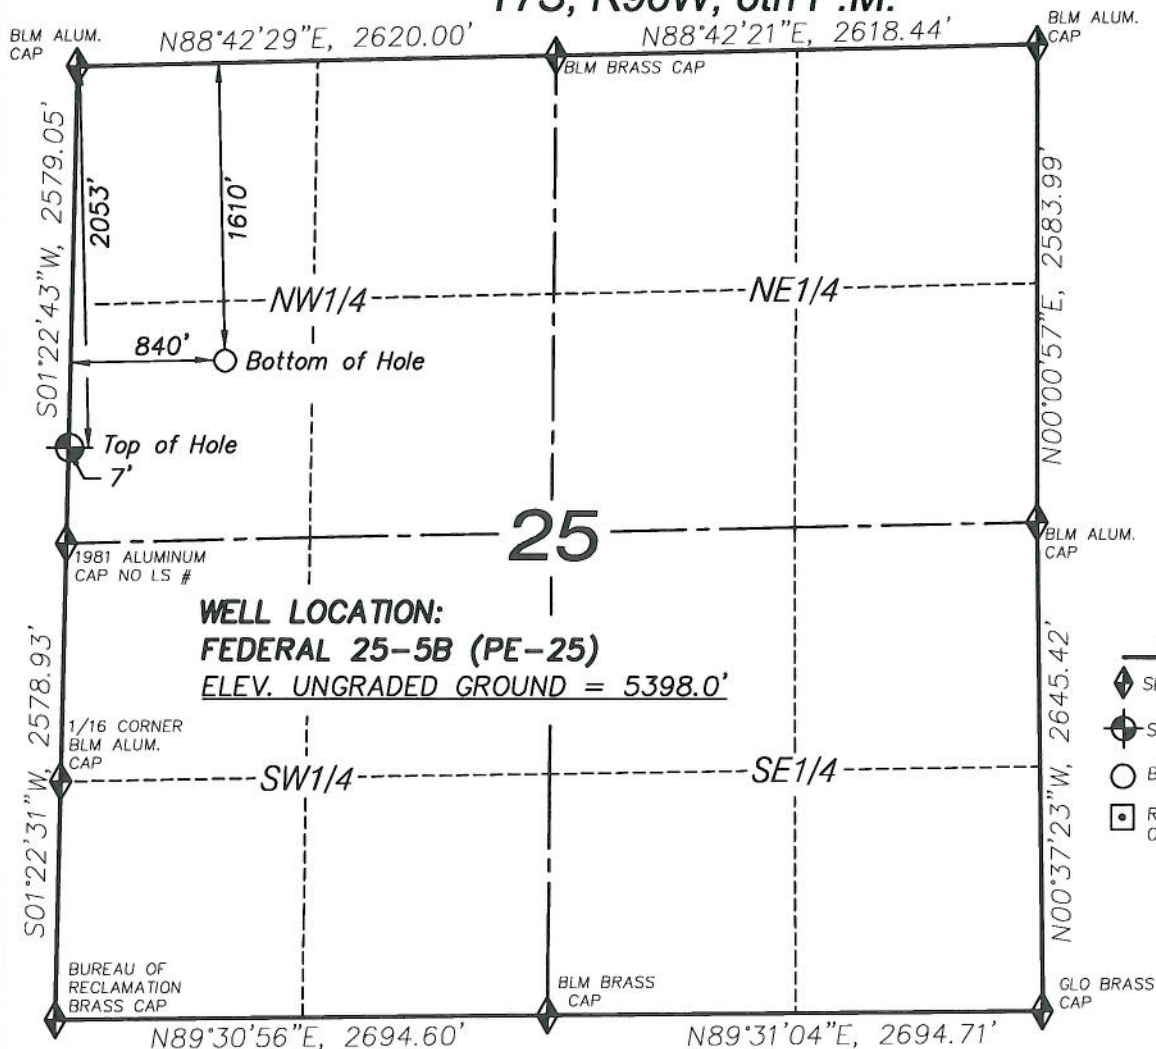 BLM ALUM.
CAP
N88°42'29"E, 2620.00'
N88°42'21"E, 2618.44'
BLM ALUM.
CAP
BLM BRASS CAP
S01°22'43"W, 2579.05'
2053'
1610'
N00°00'57"E, 2583.99'
NW1/4
NE1/4
840'
Bottom of Hole
Top of Hole
7'
25
1981 ALUMINUM
CAP NO LS #
BLM ALUM.
CAP
WELL LOCATION:
FEDERAL 25-5B (PE-25)
ELEV. UNGRADED GROUND = 5398.0'
S01°22'31"W, 2578.93'
1/16 CORNER
BLM ALUM.
CAP
N00°37'23"W, 2645.42'
SW1/4
SE1/4
BUREAU OF
RECLAMATION
BRASS CAP
BLM BRASS
CAP
GLO BRASS
CAP
N89°30'56"E, 2694.60'
N89°31'04"E, 2694.71'